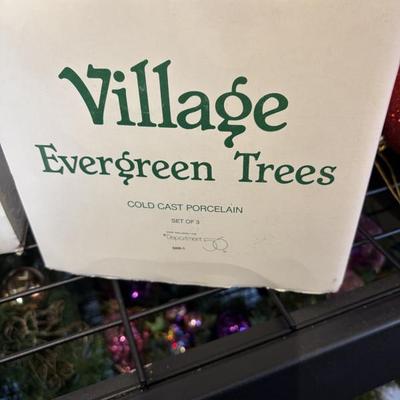 Village
Evergreen Trees
COLD CAST PORCELAIN
SET OF 3
Department 56